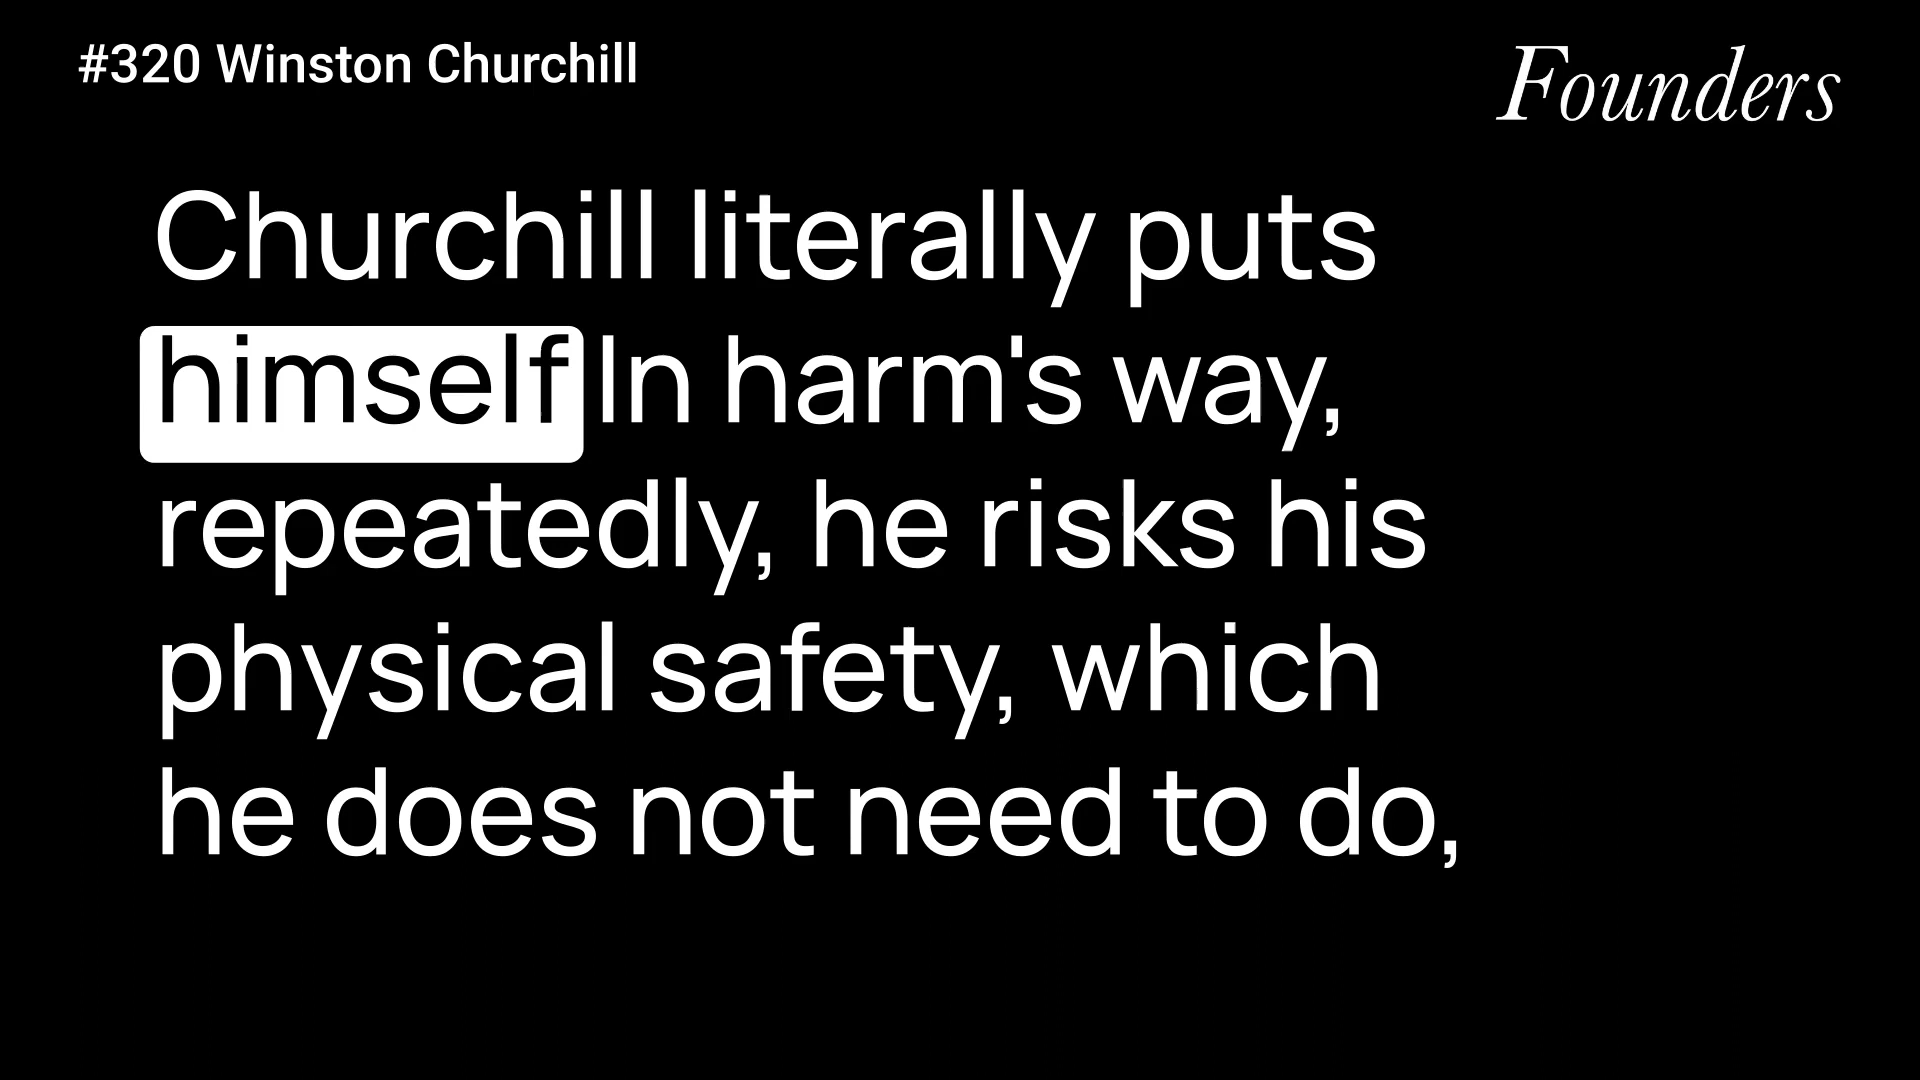 #320 Winston Churchill
Founders
Churchill literally puts
himself In harm's way,
repeatedly, he risks his
physical safety, which
he does not need to do,